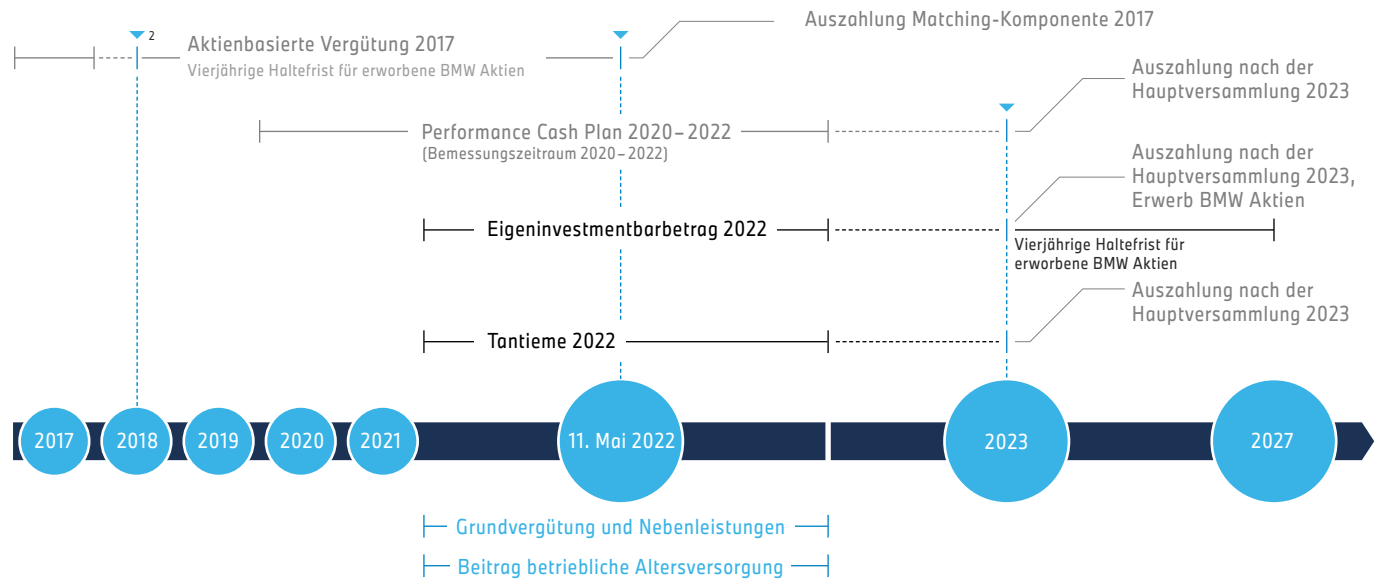 Auszahlung Matching-Komponente 2017
2
Aktienbasierte Vergütung 2017
Vierjährige Haltefrist für erworbene BMW Aktien
Auszahlung nach der
Hauptversammlung 2023
Performance Cash Plan 2020–2022
(Bemessungszeitraum 2020–2022)
Auszahlung nach der
Hauptversammlung 2023,
Erwerb BMW Aktien
Eigeninvestmentbarbetrag 2022
Vierjährige Haltefrist für
erworbene BMW Aktien
Auszahlung nach der
Hauptversammlung 2023
Tantieme 2022
2017 2018 2019 2020 2021 11. Mai 2022 2023 2027
Grundvergütung und Nebenleistungen
Beitrag betriebliche Altersversorgung